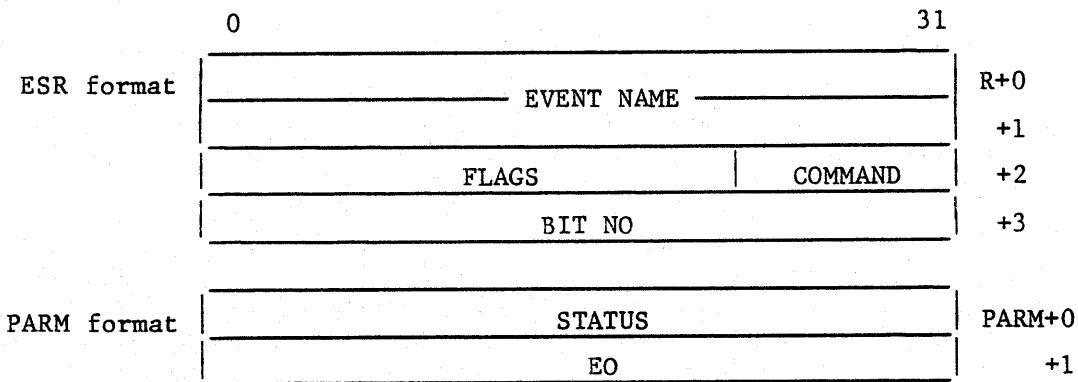 0 31
ESR format R+0
EVENT NAME
+1
FLAGS COMMAND +2
BIT NO +3
PARM format STATUS PARM+0
EO +1